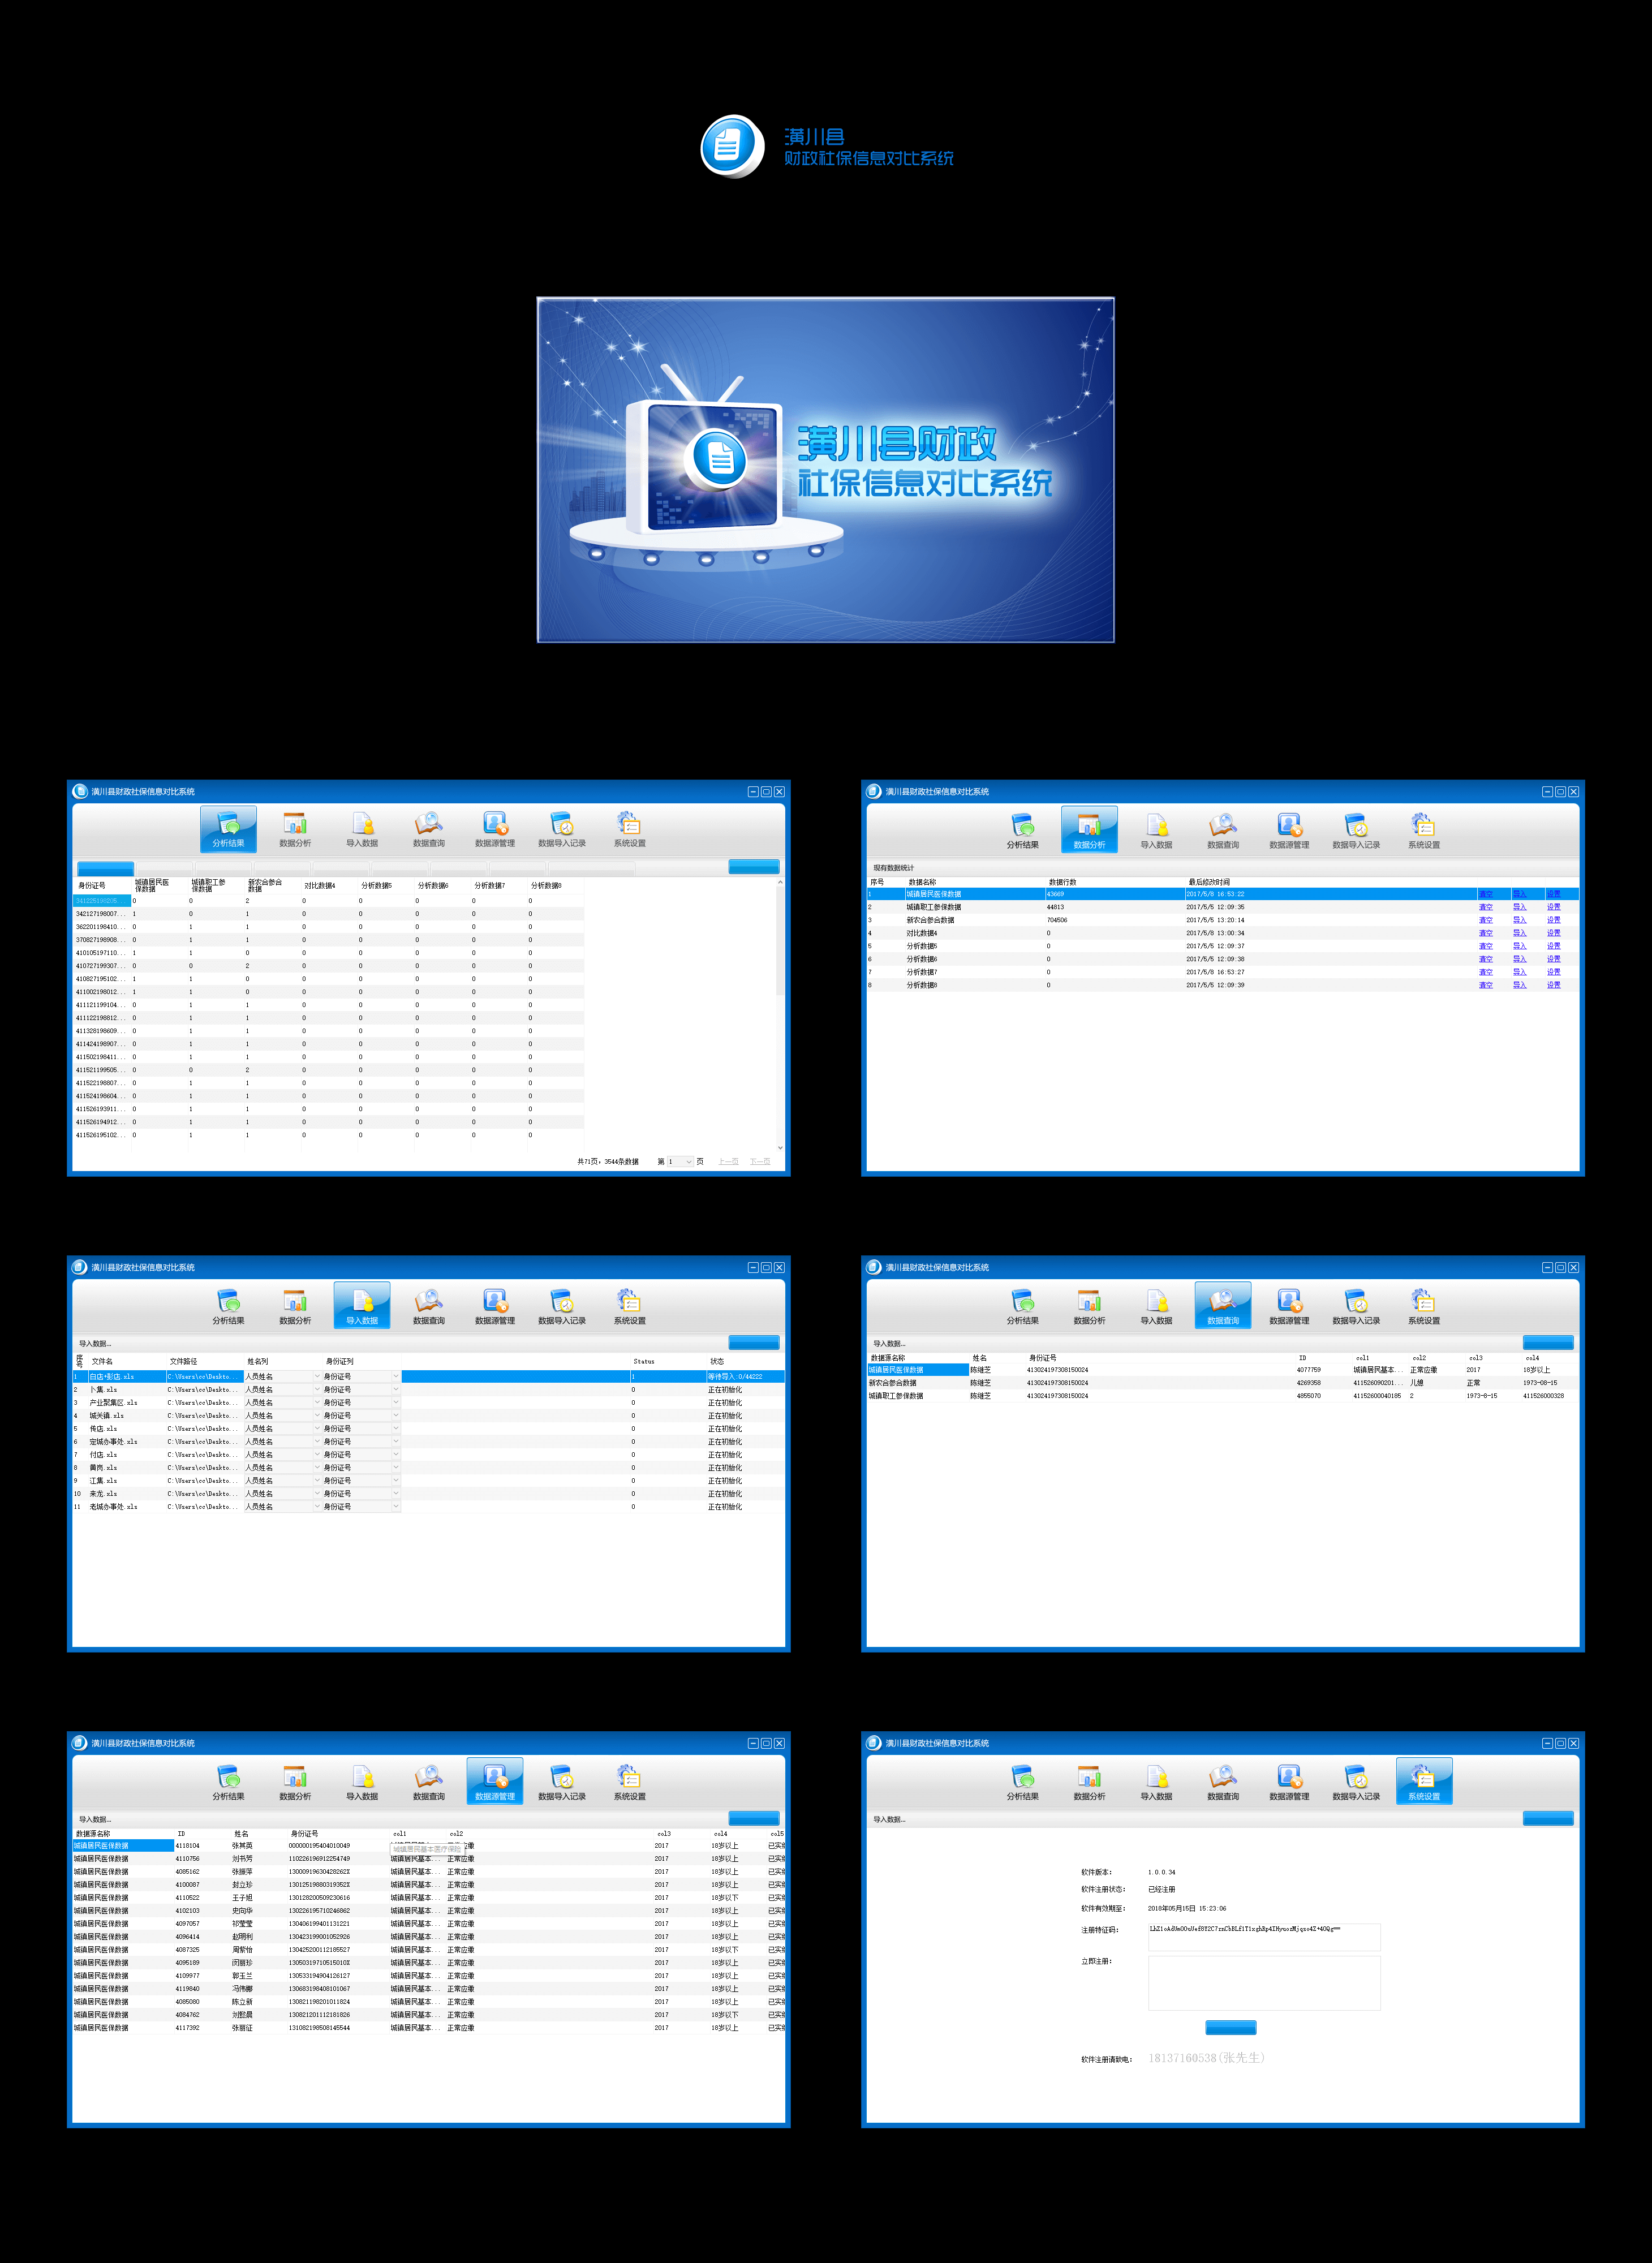 潢川县
财政社保信息对比系统
潢川县财政
社保信息对比系统
潢川县财政社保信息对比系统
分析结果 数据分析 导入数据 数据查询 数据源管理 数据导入记录 系统设置
身份证号 城镇居民医保数据 城镇职工参保数据 新农合参合数据 对比数据4 分析数据5 分析数据6 分析数据7 分析数据8
341225190205 0 0 2 0 0 0 0 0
342127198007... 1 0 1 0 0 0 0 0
362201198410... 0 1 1 0 0 0 0 0
370827198908... 0 1 1 0 0 0 0 0
410105197110... 1 1 0 0 0 0 0 0
410727199307... 0 0 2 0 0 0 0 0
410827195102... 1 1 0 0 0 0 0 0
411002198012... 1 1 0 0 0 0 0 0
411121199104... 0 1 1 0 0 0 0 0
411122198812... 0 1 1 0 0 0 0 0
411328198609... 0 1 1 0 0 0 0 0
411424198907... 0 1 1 0 0 0 0 0
411502198411... 0 1 1 0 0 0 0 0
411521199505... 0 0 2 0 0 0 0 0
411522198807... 0 1 1 0 0 0 0 0
411524198604... 0 1 1 0 0 0 0 0
411526193911... 0 1 1 0 0 0 0 0
411526194912... 0 1 1 0 0 0 0 0
411526195102... 0 1 1 0 0 0 0 0
共71页，3544条数据 第 1 页 上一页 下一页
潢川县财政社保信息对比系统
分析结果 数据分析 导入数据 数据查询 数据源管理 数据导入记录 系统设置
现有数据统计
序号 数据名称 数据行数 最后修改时间
1 城镇居民医保数据 43669 2017/5/8 16:53:22 清空 导入 设置
2 城镇职工参保数据 44813 2017/5/5 12:09:35 清空 导入 设置
3 新农合参合数据 704506 2017/5/5 13:20:14 清空 导入 设置
4 对比数据4 0 2017/5/8 13:00:34 清空 导入 设置
5 分析数据5 0 2017/5/5 12:09:37 清空 导入 设置
6 分析数据6 0 2017/5/5 12:09:38 清空 导入 设置
7 分析数据7 0 2017/5/8 16:53:27 清空 导入 设置
8 分析数据8 0 2017/5/5 12:09:39 清空 导入 设置
潢川县财政社保信息对比系统
分析结果 数据分析 导入数据 数据查询 数据源管理 数据导入记录 系统设置
导入数据...
序号 文件名 文件路径 姓名列 身份证列 Status 状态
1 白店+彭店.xls C:\Users\cc\Deskto... 人员姓名 身份证号 1 等待导入:0/44222
2 卜集.xls C:\Users\cc\Deskto... 人员姓名 身份证号 0 正在初始化
3 产业聚集区.xls C:\Users\cc\Deskto... 人员姓名 身份证号 0 正在初始化
4 城关镇.xls C:\Users\cc\Deskto... 人员姓名 身份证号 0 正在初始化
5 传店.xls C:\Users\cc\Deskto... 人员姓名 身份证号 0 正在初始化
6 定城办事处.xls C:\Users\cc\Deskto... 人员姓名 身份证号 0 正在初始化
7 付店.xls C:\Users\cc\Deskto... 人员姓名 身份证号 0 正在初始化
8 黄岗.xls C:\Users\cc\Deskto... 人员姓名 身份证号 0 正在初始化
9 江集.xls C:\Users\cc\Deskto... 人员姓名 身份证号 0 正在初始化
10 来龙.xls C:\Users\cc\Deskto... 人员姓名 身份证号 0 正在初始化
11 老城办事处.xls C:\Users\cc\Deskto... 人员姓名 身份证号 0 正在初始化
潢川县财政社保信息对比系统
分析结果 数据分析 导入数据 数据查询 数据源管理 数据导入记录 系统设置
导入数据...
数据源名称 姓名 身份证号 ID col1 col2 col3 col4
城镇居民医保数据 陈继芝 413024197308150024 4077759 城镇居民基本... 正常应缴 2017 18岁以上
新农合参合数据 陈继芝 413024197308150024 4269358 411526090201... 儿媳 正常 1973-08-15
城镇职工参保数据 陈继芝 413024197308150024 4855070 41152600040185 2 1973-8-15 411526000328
潢川县财政社保信息对比系统
分析结果 数据分析 导入数据 数据查询 数据源管理 数据导入记录 系统设置
导入数据...
数据源名称 ID 姓名 身份证号 col1 col2 col3 col4 col5
城镇居民医保数据 4118104 张其英 000000195404010049 城镇居民基本医疗保险 2017 18岁以上
城镇居民医保数据 4110756 刘书芳 110226196912254749 城镇居民基本... 正常应缴 2017 18岁以上
城镇居民医保数据 4085162 张振萍 13000919630428262X 城镇居民基本... 正常应缴 2017 18岁以上
城镇居民医保数据 4100087 封立珍 13012519880319352X 城镇居民基本... 正常应缴 2017 18岁以上
城镇居民医保数据 4110522 王子旭 130128200509230616 城镇居民基本... 正常应缴 2017 18岁以下
城镇居民医保数据 4102103 史向华 130226195710246862 城镇居民基本... 正常应缴 2017 18岁以上
城镇居民医保数据 4097057 祁莹莹 130406199401131221 城镇居民基本... 正常应缴 2017 18岁以上
城镇居民医保数据 4096414 赵明利 130423199001052926 城镇居民基本... 正常应缴 2017 18岁以上
城镇居民医保数据 4087325 周紫怡 130425200112185527 城镇居民基本... 正常应缴 2017 18岁以下
城镇居民医保数据 4095189 闵丽珍 13050319710515010X 城镇居民基本... 正常应缴 2017 18岁以上
城镇居民医保数据 4109977 郭玉兰 130533194904126127 城镇居民基本... 正常应缴 2017 18岁以上
城镇居民医保数据 4119840 冯伟娜 130683198408101067 城镇居民基本... 正常应缴 2017 18岁以上
城镇居民医保数据 4085080 陈立新 130821198201011824 城镇居民基本... 正常应缴 2017 18岁以上
城镇居民医保数据 4084762 刘懿晨 130821201112181826 城镇居民基本... 正常应缴 2017 18岁以下
城镇居民医保数据 4117392 张丽征 131082198508145544 城镇居民基本... 正常应缴 2017 18岁以上
潢川县财政社保信息对比系统
分析结果 数据分析 导入数据 数据查询 数据源管理 数据导入记录 系统设置
导入数据...
软件版本： 1.0.0.34
软件注册状态： 已经注册
软件有效期至： 2018年05月15日 15:23:06
注册特征码：
立即注册：
软件注册请致电： 18137160538(张先生)